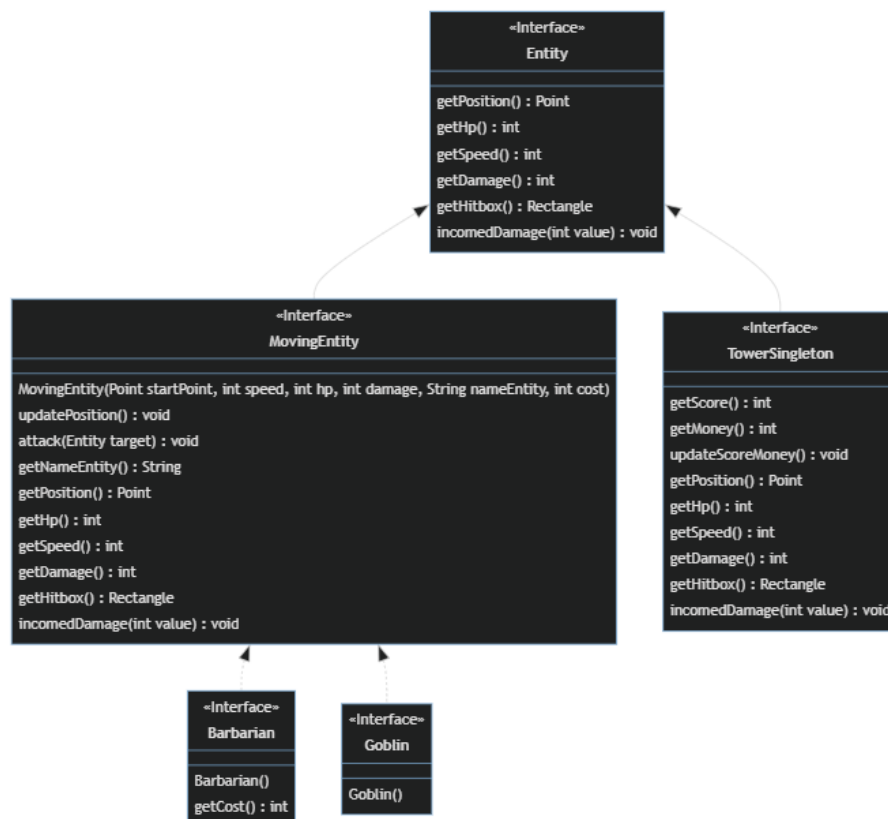 «Interface»
Entity
getPosition() : Point
getHp() : int
getSpeed() : int
getDamage() : int
getHitbox() : Rectangle
incomedDamage(int value) : void
«Interface»
MovingEntity
MovingEntity(Point startPoint, int speed, int hp, int damage, String nameEntity, int cost)
updatePosition() : void
attack(Entity target) : void
getNameEntity() : String
getPosition() : Point
getHp() : int
getSpeed() : int
getDamage() : int
getHitbox() : Rectangle
incomedDamage(int value) : void
«Interface»
TowerSingleton
getScore() : int
getMoney() : int
updateScoreMoney() : void
getPosition() : Point
getHp() : int
getSpeed() : int
getDamage() : int
getHitbox() : Rectangle
incomedDamage(int value) : void
«Interface»
Barbarian
Barbarian()
getCost() : int
«Interface»
Goblin
Goblin()